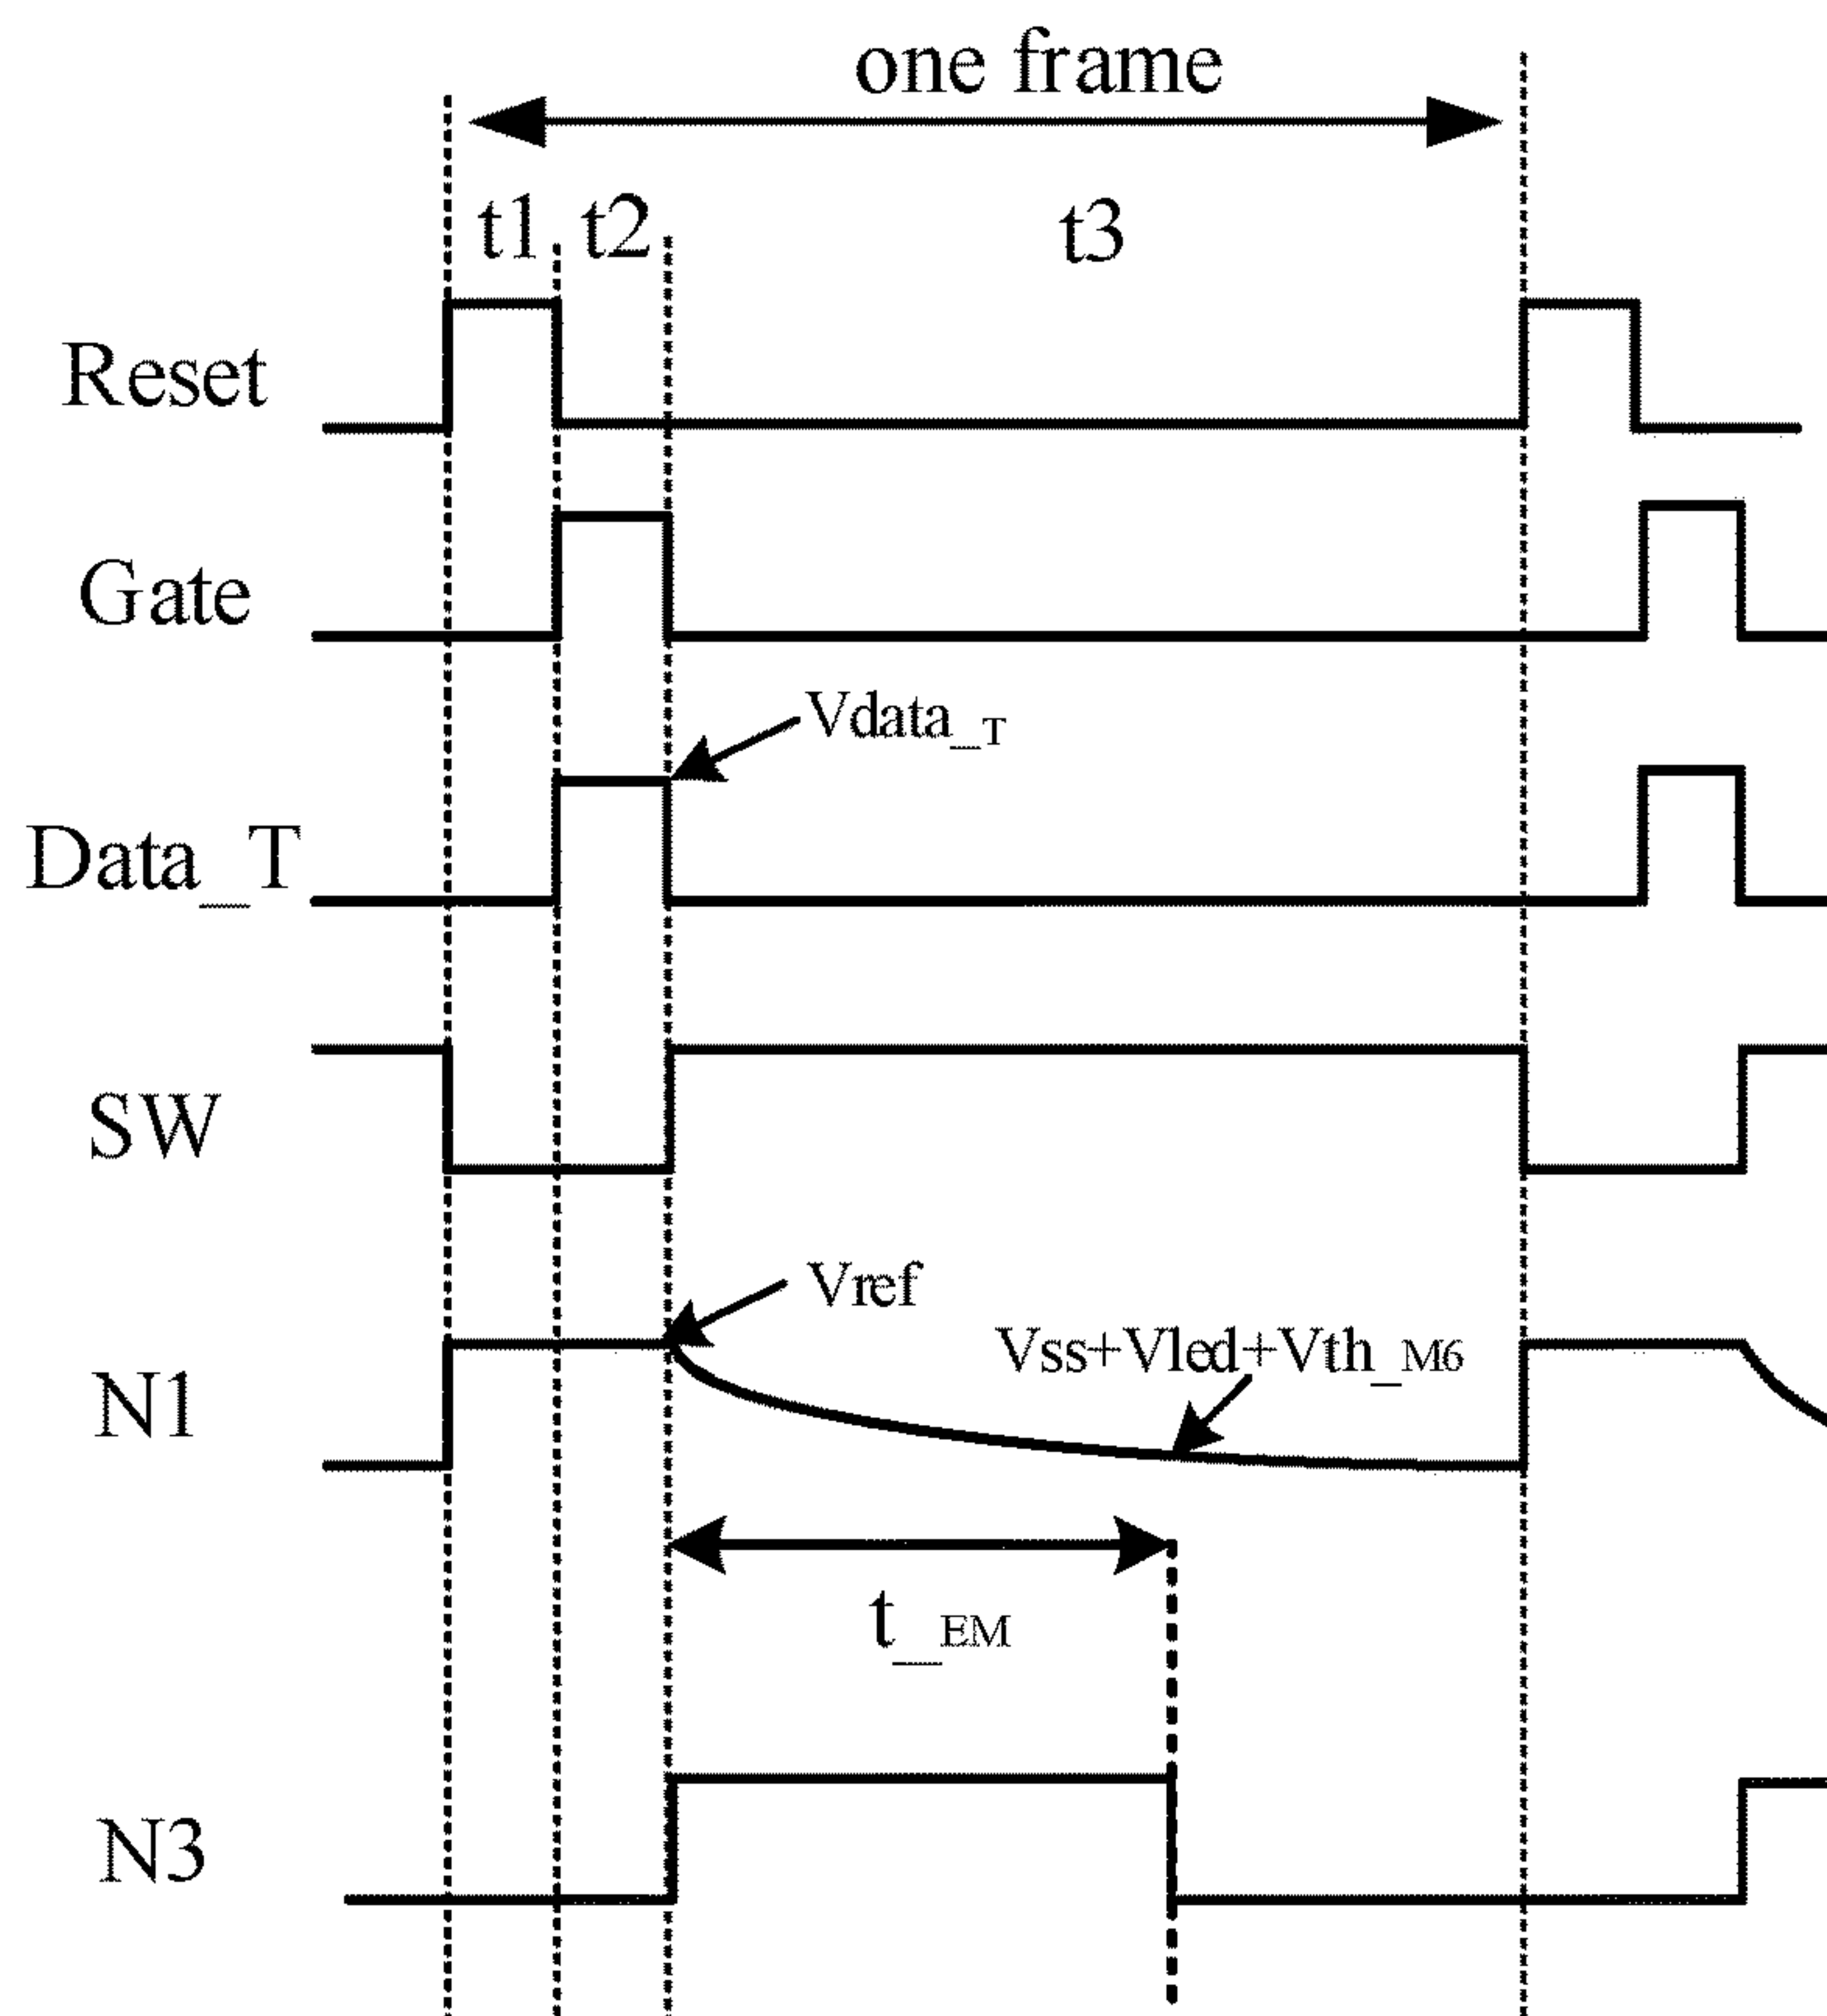 one frame
t1 t2 t3
Reset
Gate
Vdata_T
Data_T
SW
Vref
Vss+Vled+Vth_M6
N1
t_EM
N3